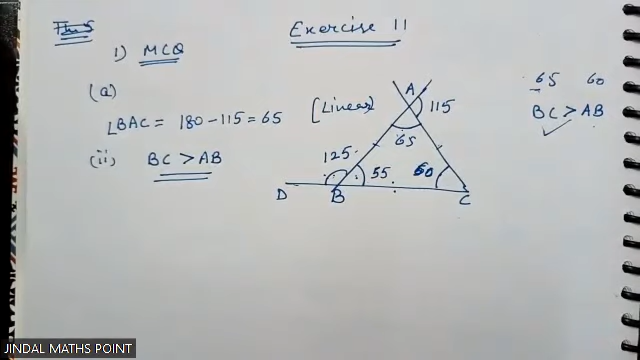 Exercise 11
1) MCQ
(a)
∠BAC = 180 - 115 = 65
[Linear]
(ii) BC > AB
A
115
65
125
55
60
D
B
C
65 60
BC > AB
JINDAL MATHS POINT